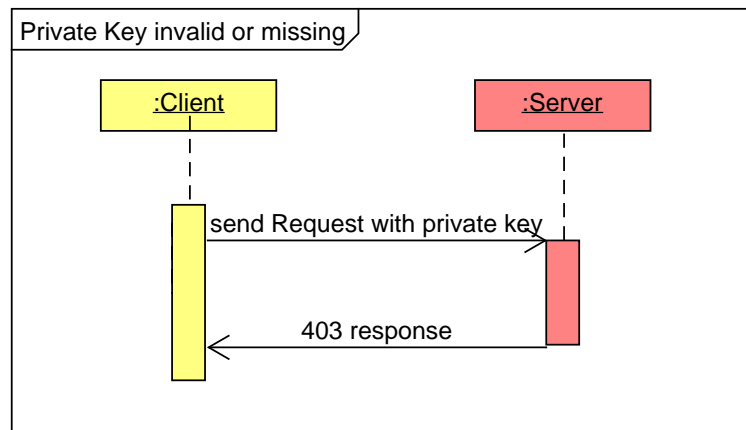 Private Key invalid or missing
:Client
:Server
send Request with private key
403 response